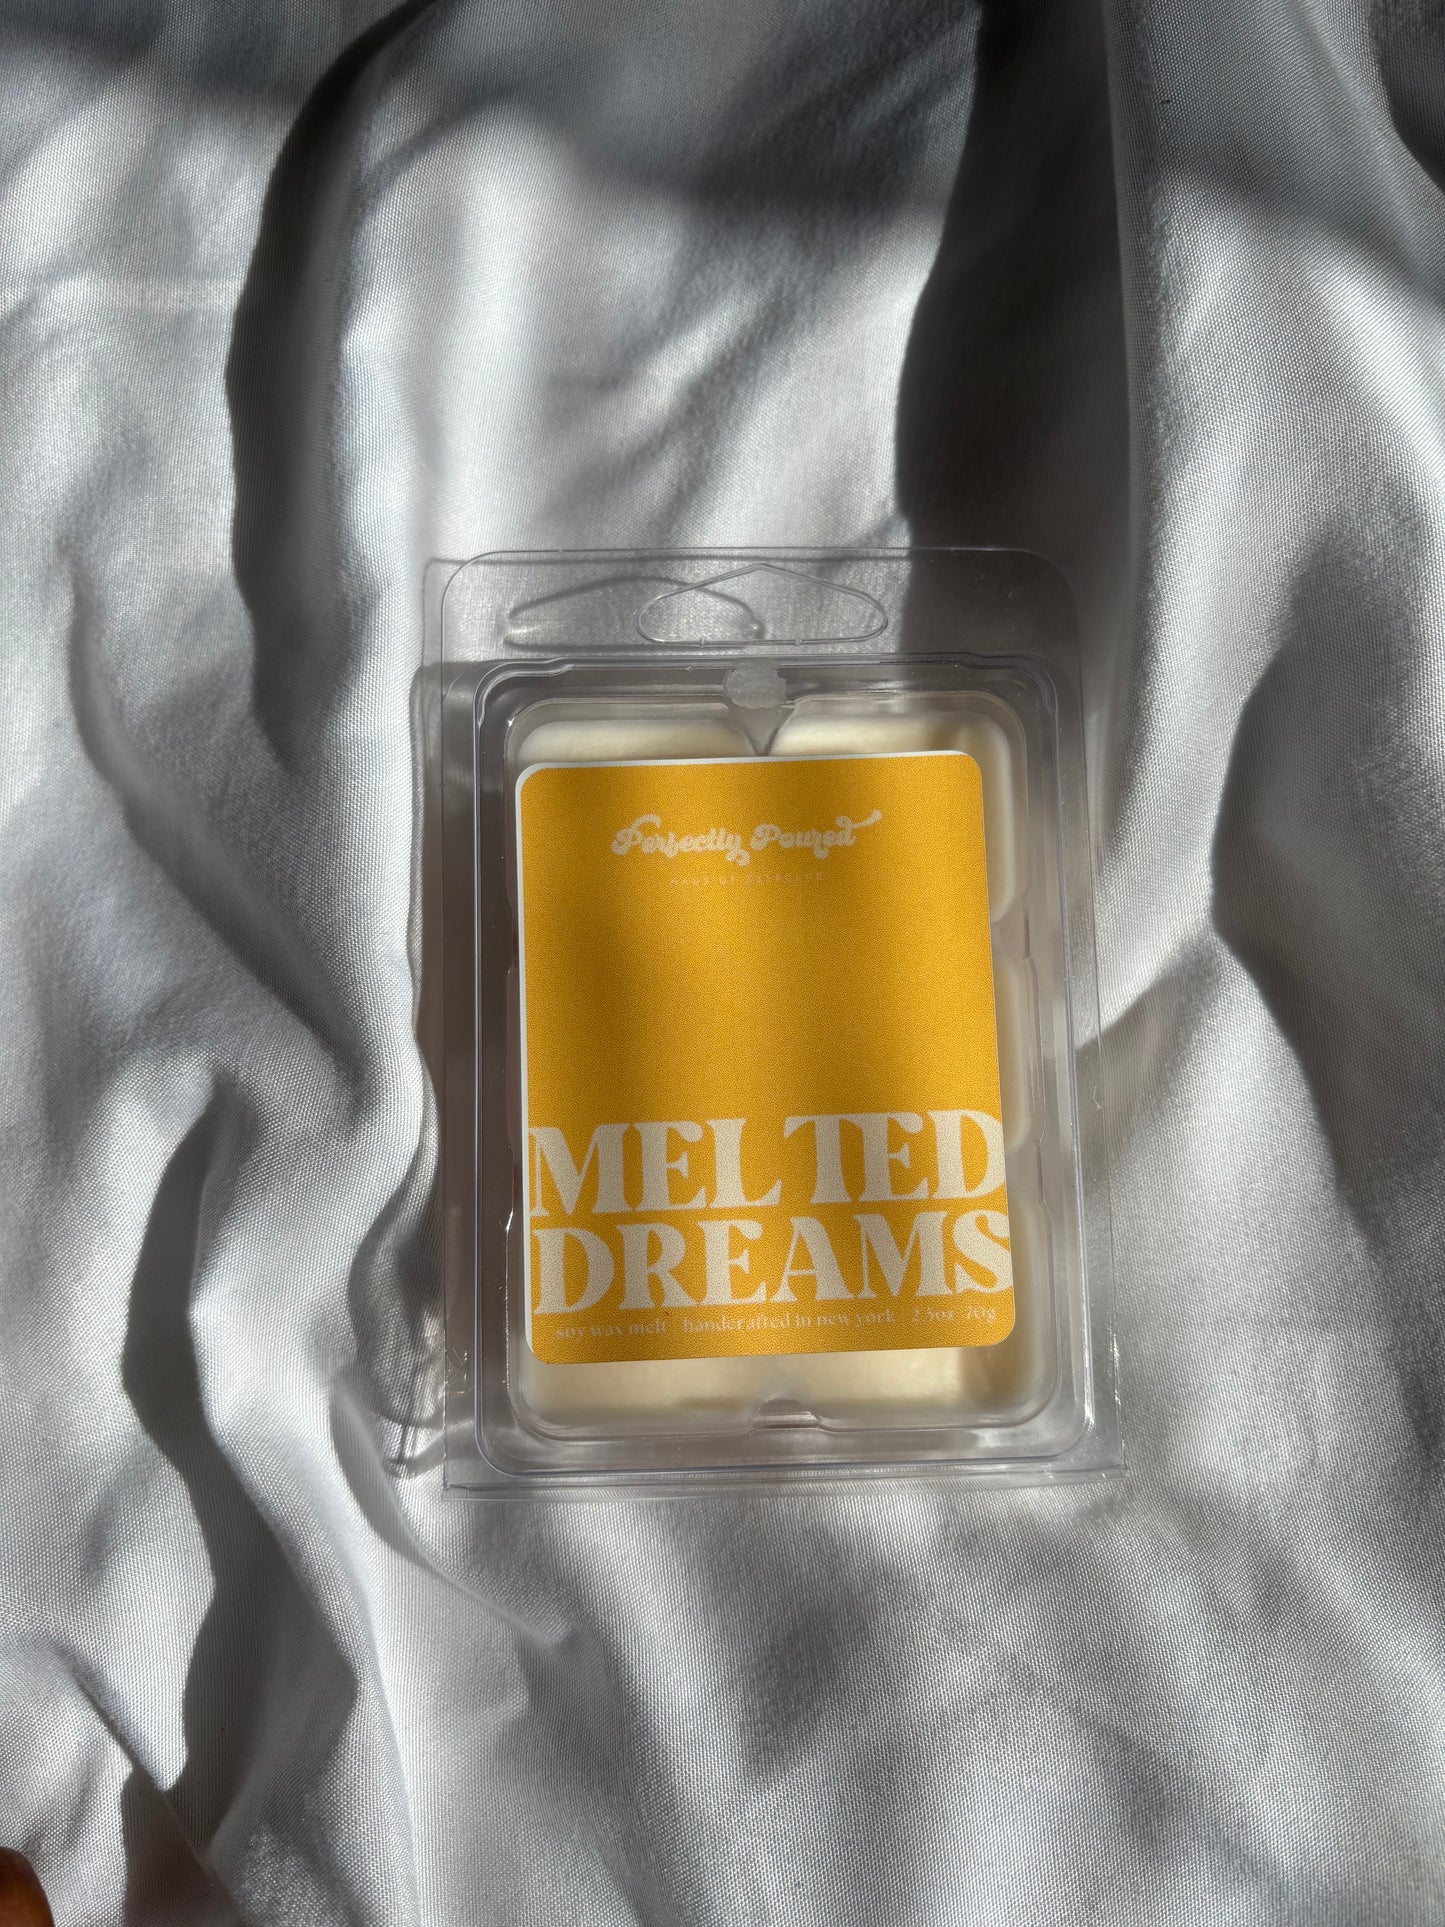 Perfectly Poured
MELTED
DREAMS
soy wax melt handcrafted in new york 2.5oz 70g